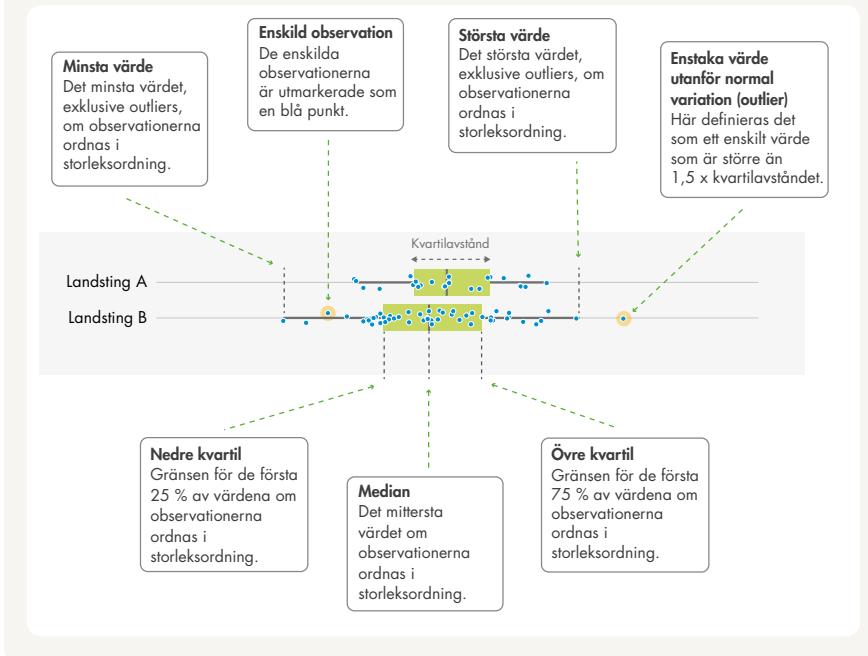 Minsta värde
Det minsta värdet,
exklusive outliers,
om observationerna
ordnas i
storleksordning.
Enskild observation
De enskilda
observationerna
är utmarkerade som
en blå punkt.
Största värde
Det största värdet,
exklusive outliers, om
observationerna
ordnas i
storleksordning.
Enstaka värde
utanför normal
variation (outlier)
Här definieras det
som ett enskilt värde
som är större än
1,5 x kvartilavståndet.
Kvartilavstånd
Landsting A
Landsting B
Nedre kvartil
Gränsen för de första
25 % av värdena om
observationerna
ordnas i
storleksordning.
Median
Det mittersta
värdet om
observationerna
ordnas i
storleksordning.
Övre kvartil
Gränsen för de första
75 % av värdena om
observationerna
ordnas i
storleksordning.